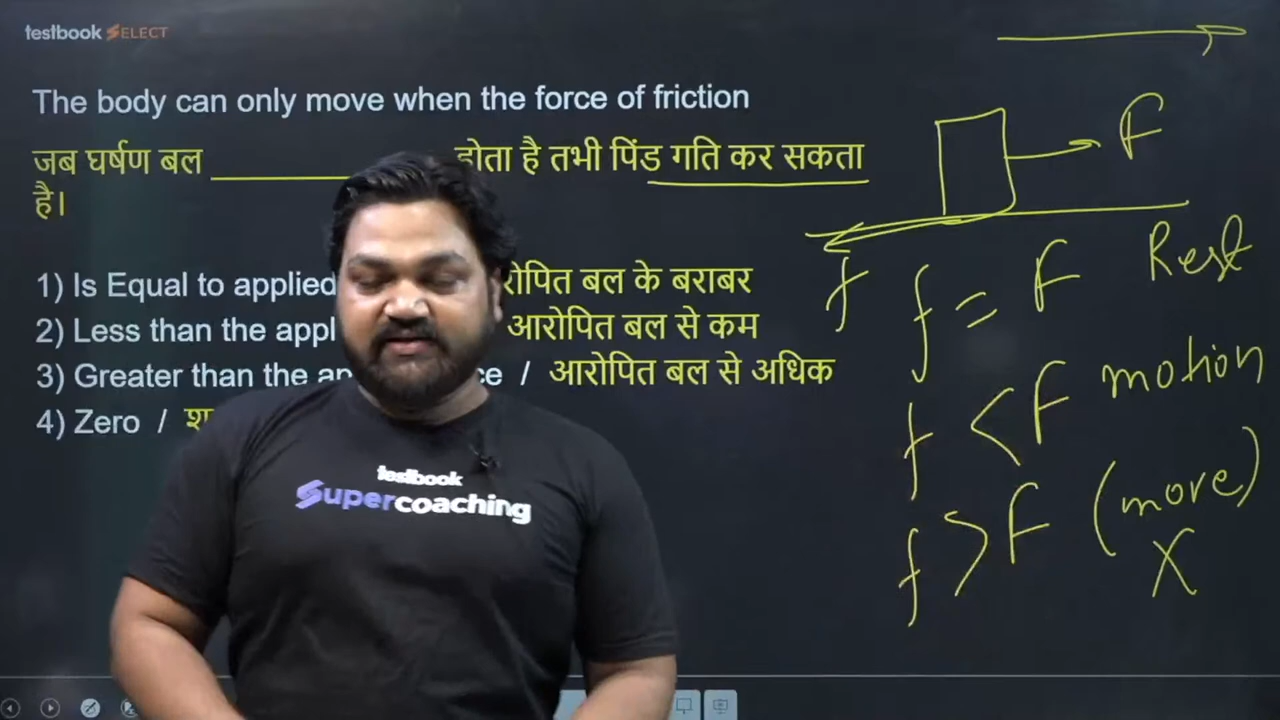 testbook SELECT
The body can only move when the force of friction
जब घर्षण बल ________ होता है तभी पिंड गति कर सकता
है।
1) Is Equal to applied रोपित बल के बराबर
2) Less than the appl आरोपित बल से कम
3) Greater than the ap ce / आरोपित बल से अधिक
4) Zero /
F
f
f = F Rest
f < F motion
f > F (more)
X
testbook
Supercoaching